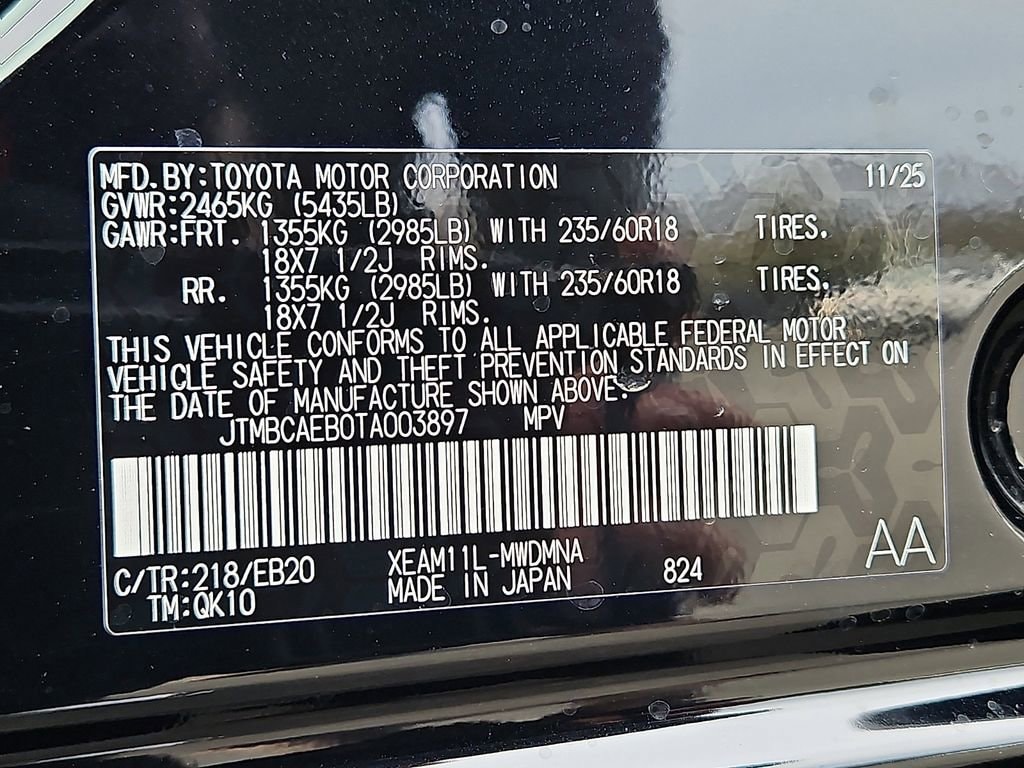 MFD. BY: TOYOTA MOTOR CORPORATION 11/25
GVWR: 2465KG (5435LB)
GAWR: FRT. 1355KG (2985LB) WITH 235/60R18 TIRES.
18X7 1/2J RIMS.
RR. 1355KG (2985LB) WITH 235/60R18 TIRES.
18X7 1/2J RIMS.
THIS VEHICLE CONFORMS TO ALL APPLICABLE FEDERAL MOTOR
VEHICLE SAFETY AND THEFT PREVENTION STANDARDS IN EFFECT ON
THE DATE OF MANUFACTURE SHOWN ABOVE.
JTMBCAEB0TA003897 MPV
C/TR: 218/EB20 XEAM11L-MWDMNA 824 AA
TM: QK10 MADE IN JAPAN